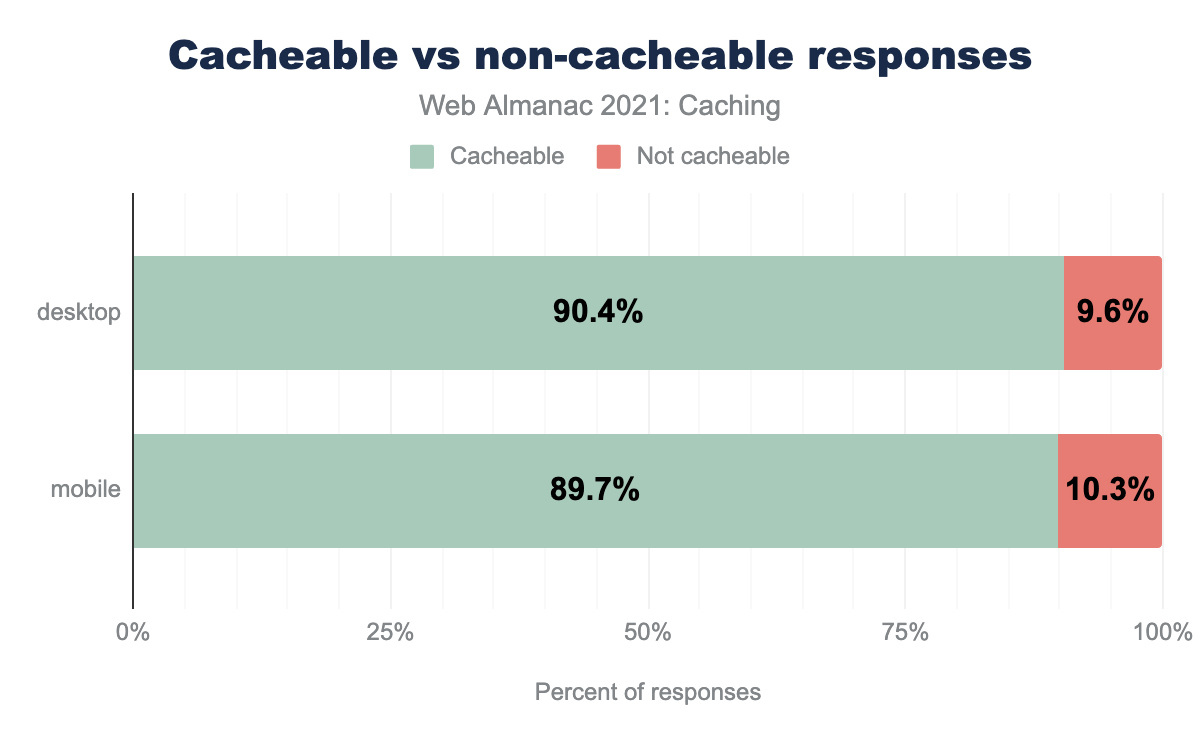 Cacheable vs non-cacheable responses
Web Almanac 2021: Caching
Cacheable Not cacheable
desktop 90.4% 9.6%
mobile 89.7% 10.3%
0% 25% 50% 75% 100%
Percent of responses